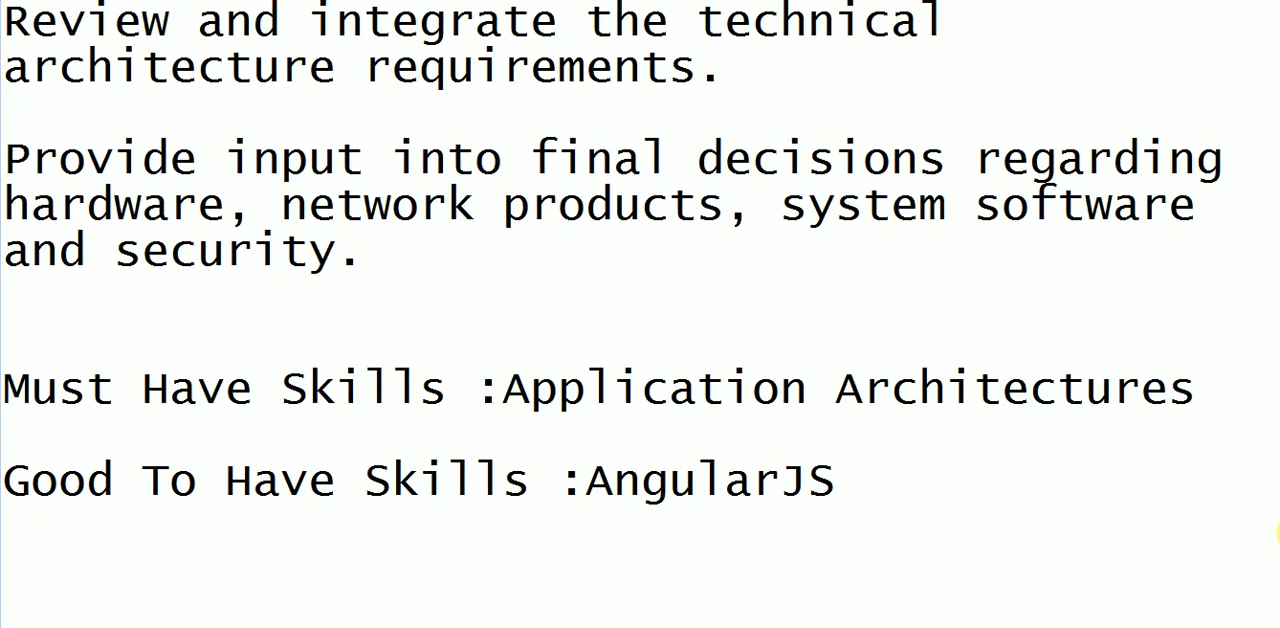 Review and integrate the technical
architecture requirements.
Provide input into final decisions regarding
hardware, network products, system software
and security.
Must Have Skills :Application Architectures
Good To Have Skills :AngularJS